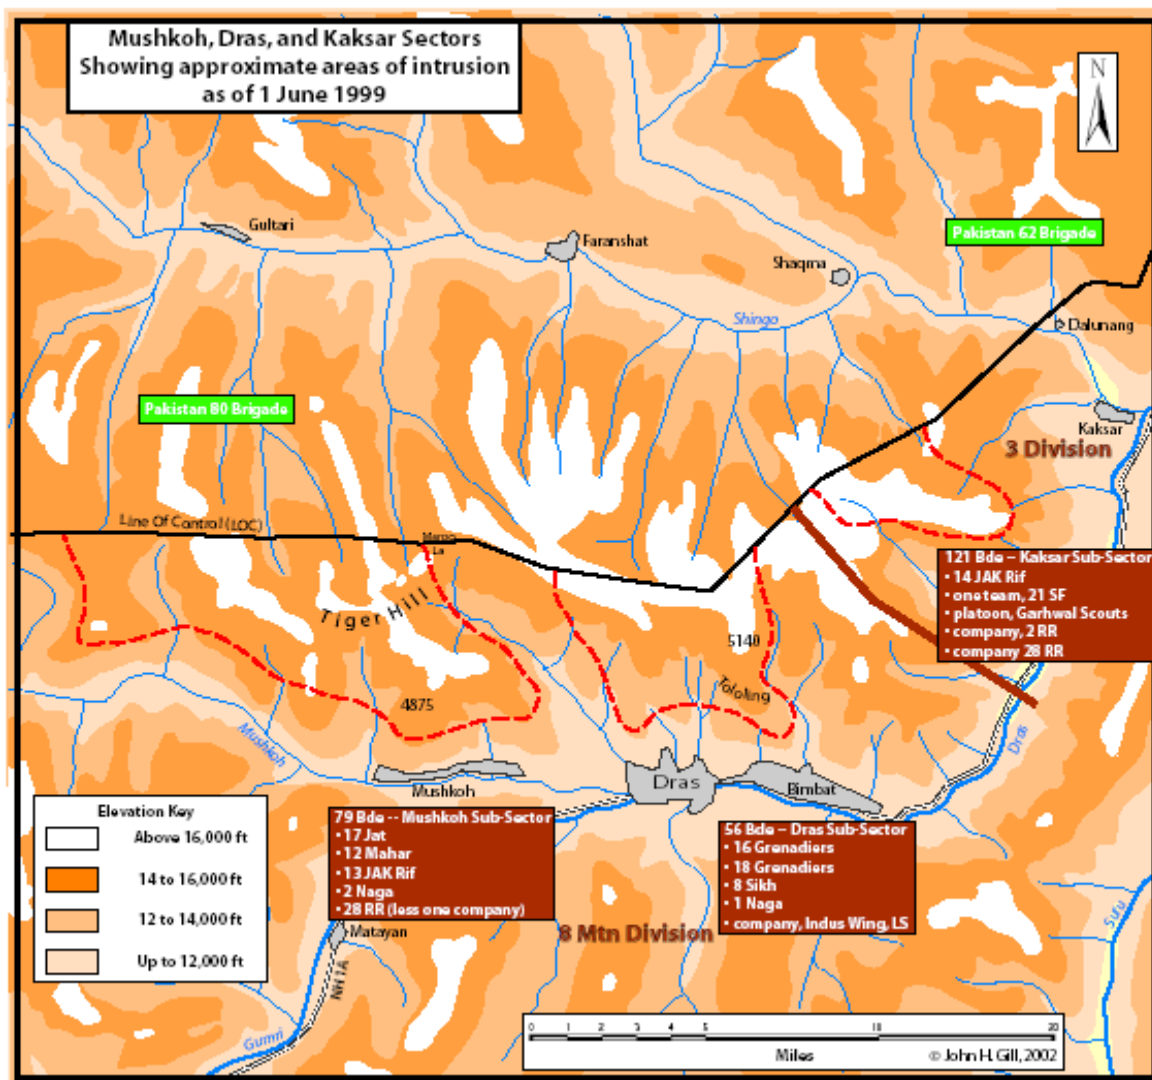 Mushkoh, Dras, and Kaksar Sectors
Showing approximate areas of intrusion
as of 1 June 1999
N
Gultari
Faranshat
Shaqma
Pakistan 62 Brigade
Shingo
Dalunang
Pakistan 80 Brigade
Kaksar
3 Division
Line Of Control (LOC)
La
Tiger Hill
121 Bde – Kaksar Sub-Sector
• 14 JAK Rif
• one team, 21 SF
• platoon, Garhwal Scouts
• company, 2 RR
• company 28 RR
5140
Tololing
4875
Mushkoh
Dras
Mushkoh
Dras
Bimbat
Elevation Key
Above 16,000 ft
14 to 16,000 ft
12 to 14,000 ft
Up to 12,000 ft
79 Bde -- Mushkoh Sub-Sector
• 17 Jat
• 12 Mahar
• 13 JAK Rif
• 2 Naga
• 28 RR (less one company)
56 Bde – Dras Sub-Sector
• 16 Grenadiers
• 18 Grenadiers
• 8 Sikh
• 1 Naga
• company, Indus Wing, LS
8 Mtn Division
Matayan
NH 1A
Gumri
Suru
0 1 2 3 4 5 10 20
Miles
© John H. Gill, 2002